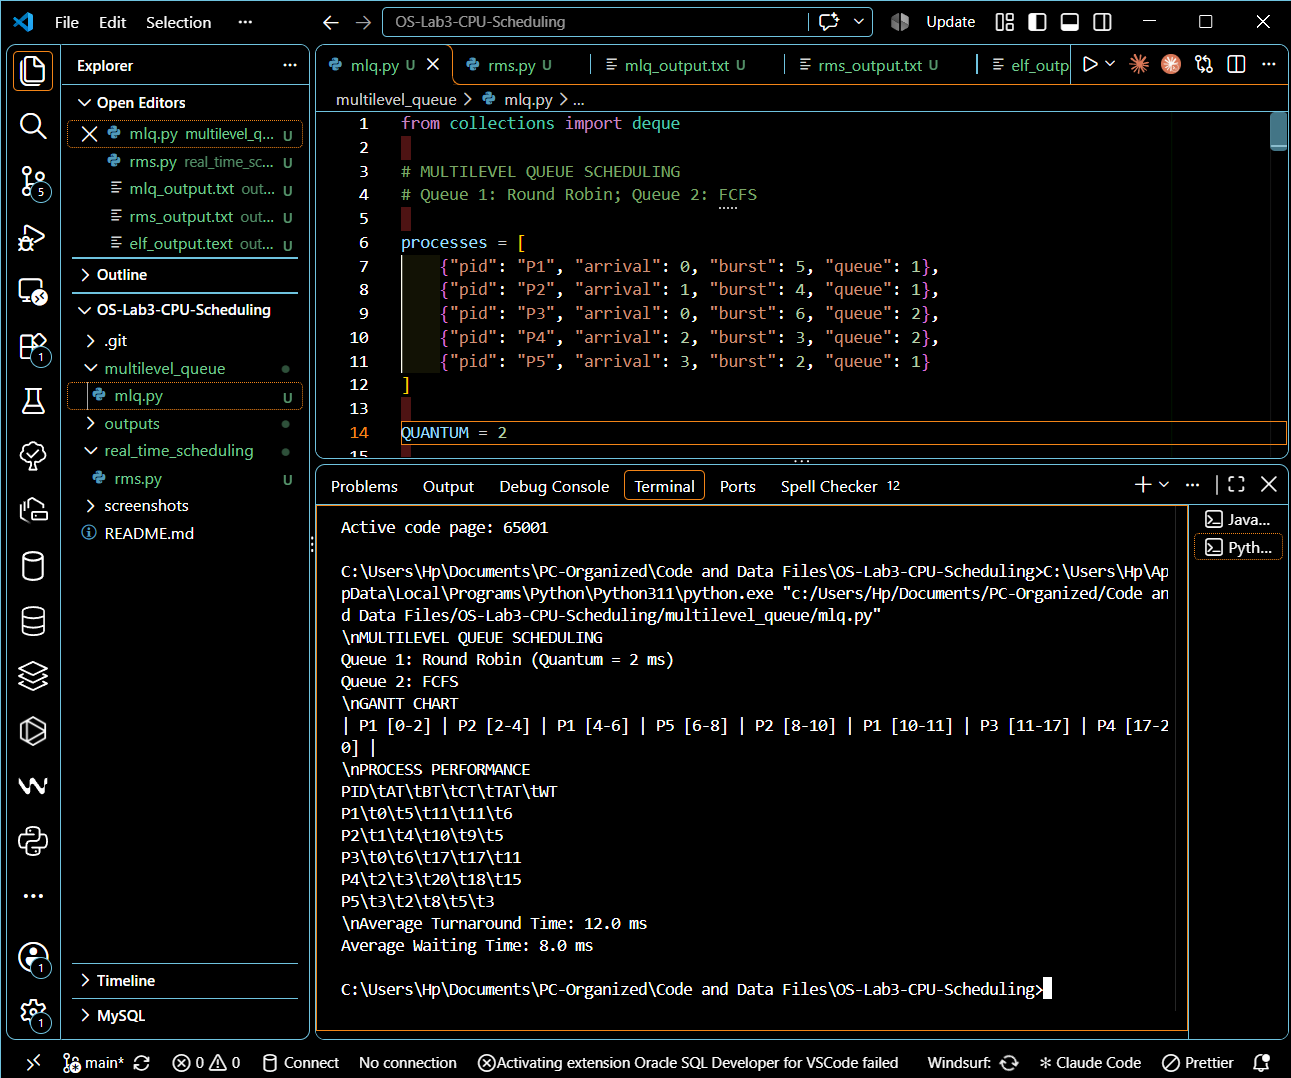 File Edit Selection ...
OS-Lab3-CPU-Scheduling
Update
Explorer
Open Editors
mlq.py multilevel_q... U
rms.py real_time_sc... U
mlq_output.txt out... U
rms_output.txt out... U
elf_output.text out... U
Outline
OS-Lab3-CPU-Scheduling
.git
multilevel_queue
mlq.py U
outputs
real_time_scheduling
rms.py U
screenshots
README.md
Timeline
MySQL
5
1
1
1
mlq.py U
rms.py U
mlq_output.txt U
rms_output.txt U
elf_outp
multilevel_queue > mlq.py > ...
1 from collections import deque
2
3 # MULTILEVEL QUEUE SCHEDULING
4 # Queue 1: Round Robin; Queue 2: FCFS
5
6 processes = [
7 {"pid": "P1", "arrival": 0, "burst": 5, "queue": 1},
8 {"pid": "P2", "arrival": 1, "burst": 4, "queue": 1},
9 {"pid": "P3", "arrival": 0, "burst": 6, "queue": 2},
10 {"pid": "P4", "arrival": 2, "burst": 3, "queue": 2},
11 {"pid": "P5", "arrival": 3, "burst": 2, "queue": 1}
12 ]
13
14 QUANTUM = 2
15
Problems Output Debug Console Terminal Ports Spell Checker 12
Java...
Pyth...
Active code page: 65001
C:\Users\Hp\Documents\PC-Organized\Code and Data Files\OS-Lab3-CPU-Scheduling>C:\Users\Hp\Ap
pData\Local\Programs\Python\Python311\python.exe "c:/Users/Hp/Documents/PC-Organized/Code an
d Data Files/OS-Lab3-CPU-Scheduling/multilevel_queue/mlq.py"
\nMULTILEVEL QUEUE SCHEDULING
Queue 1: Round Robin (Quantum = 2 ms)
Queue 2: FCFS
\nGANTT CHART
| P1 [0-2] | P2 [2-4] | P1 [4-6] | P5 [6-8] | P2 [8-10] | P1 [10-11] | P3 [11-17] | P4 [17-2
0] |
\nPROCESS PERFORMANCE
PID\tAT\tBT\tCT\tTAT\tWT
P1\t0\t5\t11\t11\t6
P2\t1\t4\t10\t9\t5
P3\t0\t6\t17\t17\t11
P4\t2\t3\t20\t18\t15
P5\t3\t2\t8\t5\t3
\nAverage Turnaround Time: 12.0 ms
Average Waiting Time: 8.0 ms
C:\Users\Hp\Documents\PC-Organized\Code and Data Files\OS-Lab3-CPU-Scheduling>
main* 0 0 Connect No connection Activating extension Oracle SQL Developer for VSCode failed Windsurf: Claude Code Prettier